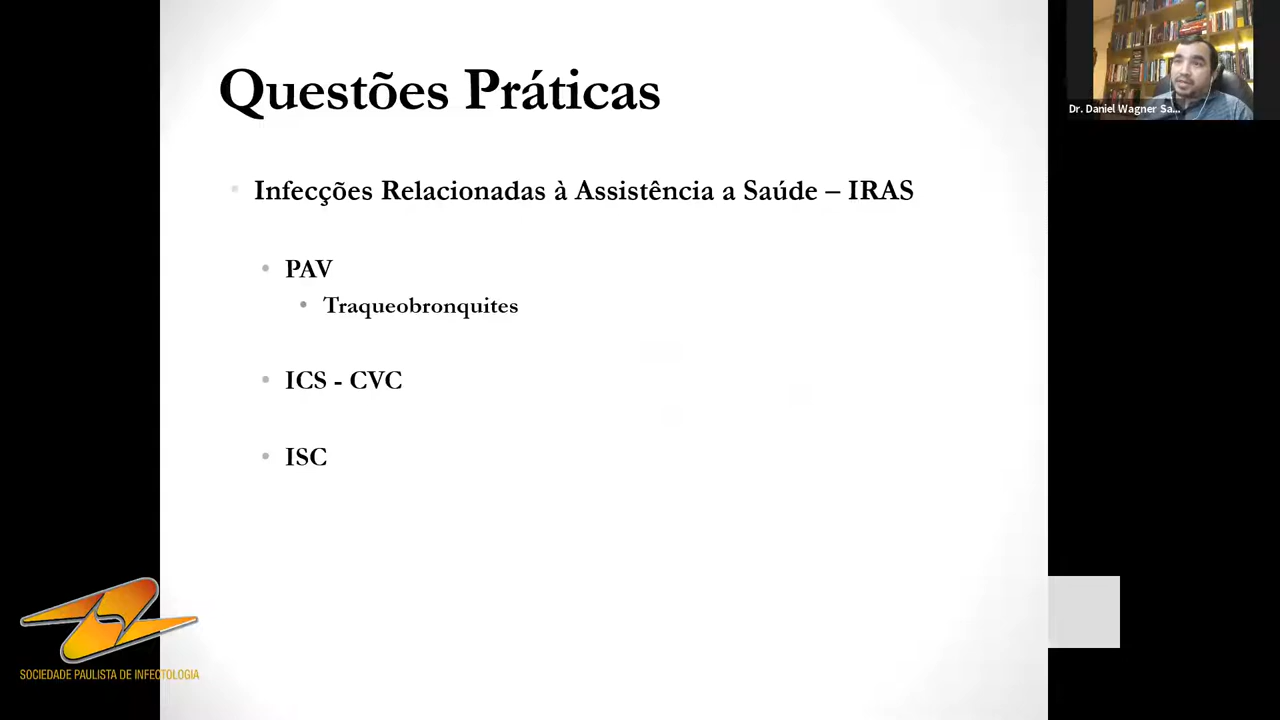 Questões Práticas
Dr. Daniel Wagner Sa...
Infecções Relacionadas à Assistência a Saúde – IRAS
PAV
Traqueobronquites
ICS - CVC
ISC
SOCIEDADE PAULISTA DE INFECTOLOGIA